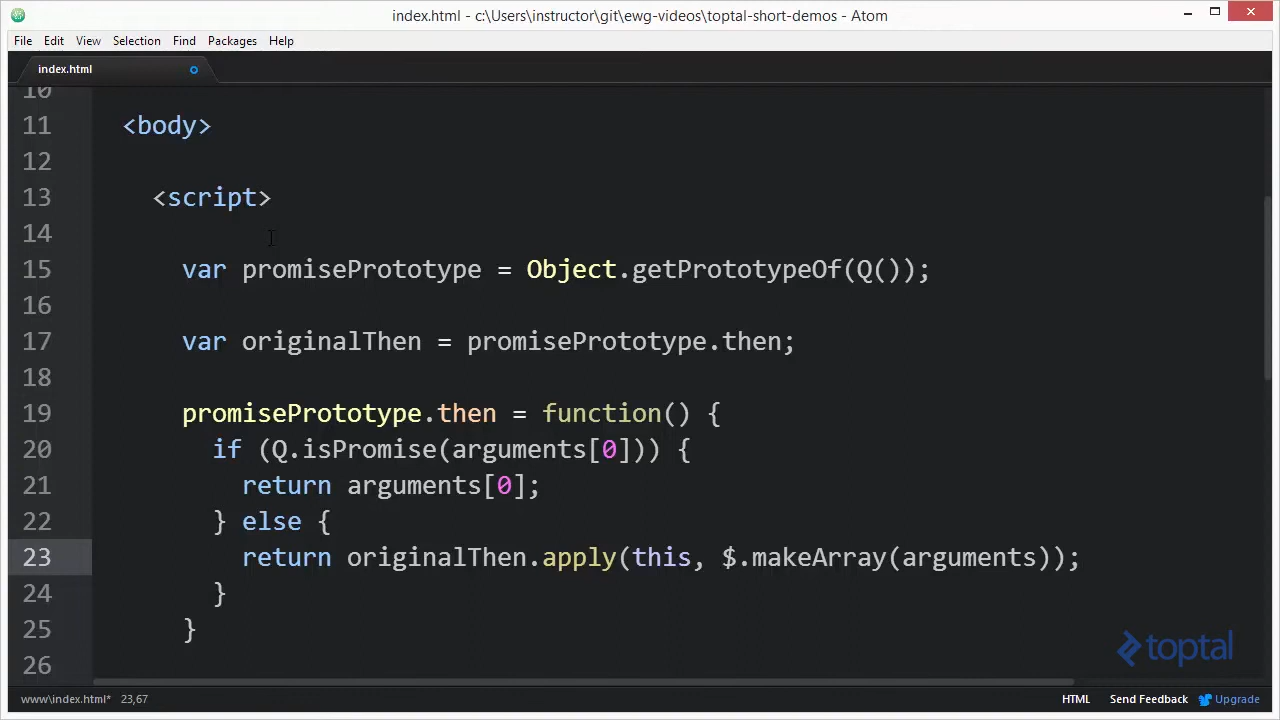 index.html - c:\Users\instructor\git\ewg-videos\toptal-short-demos - Atom
File Edit View Selection Find Packages Help
index.html
10
11 <body>
12
13 <script>
14
15 var promisePrototype = Object.getPrototypeOf(Q());
16
17 var originalThen = promisePrototype.then;
18
19 promisePrototype.then = function() {
20 if (Q.isPromise(arguments[0])) {
21 return arguments[0];
22 } else {
23 return originalThen.apply(this, $.makeArray(arguments));
24 }
25 }
26
toptal
www\index.html* 23,67 HTML Send Feedback Upgrade